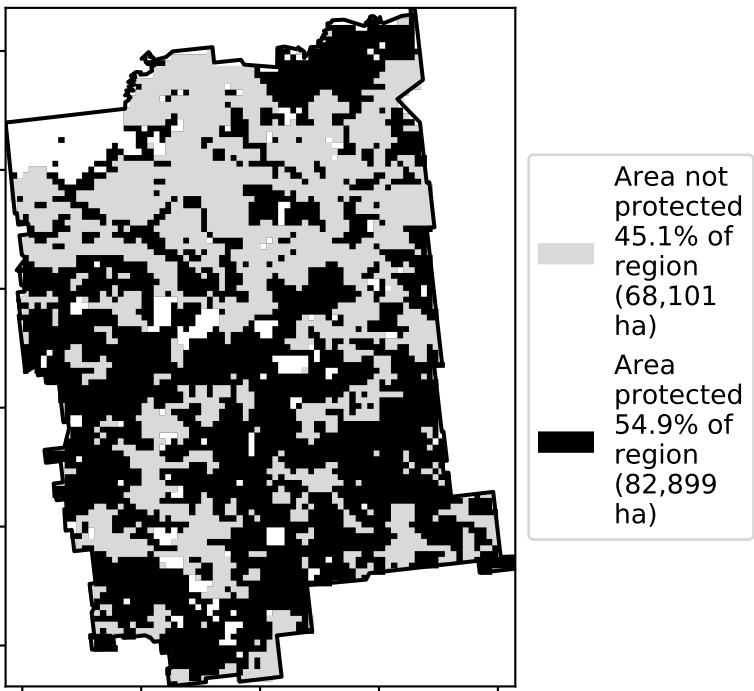 Area not
protected
45.1% of
region
(68,101
ha)
Area
protected
54.9% of
region
(82,899
ha)